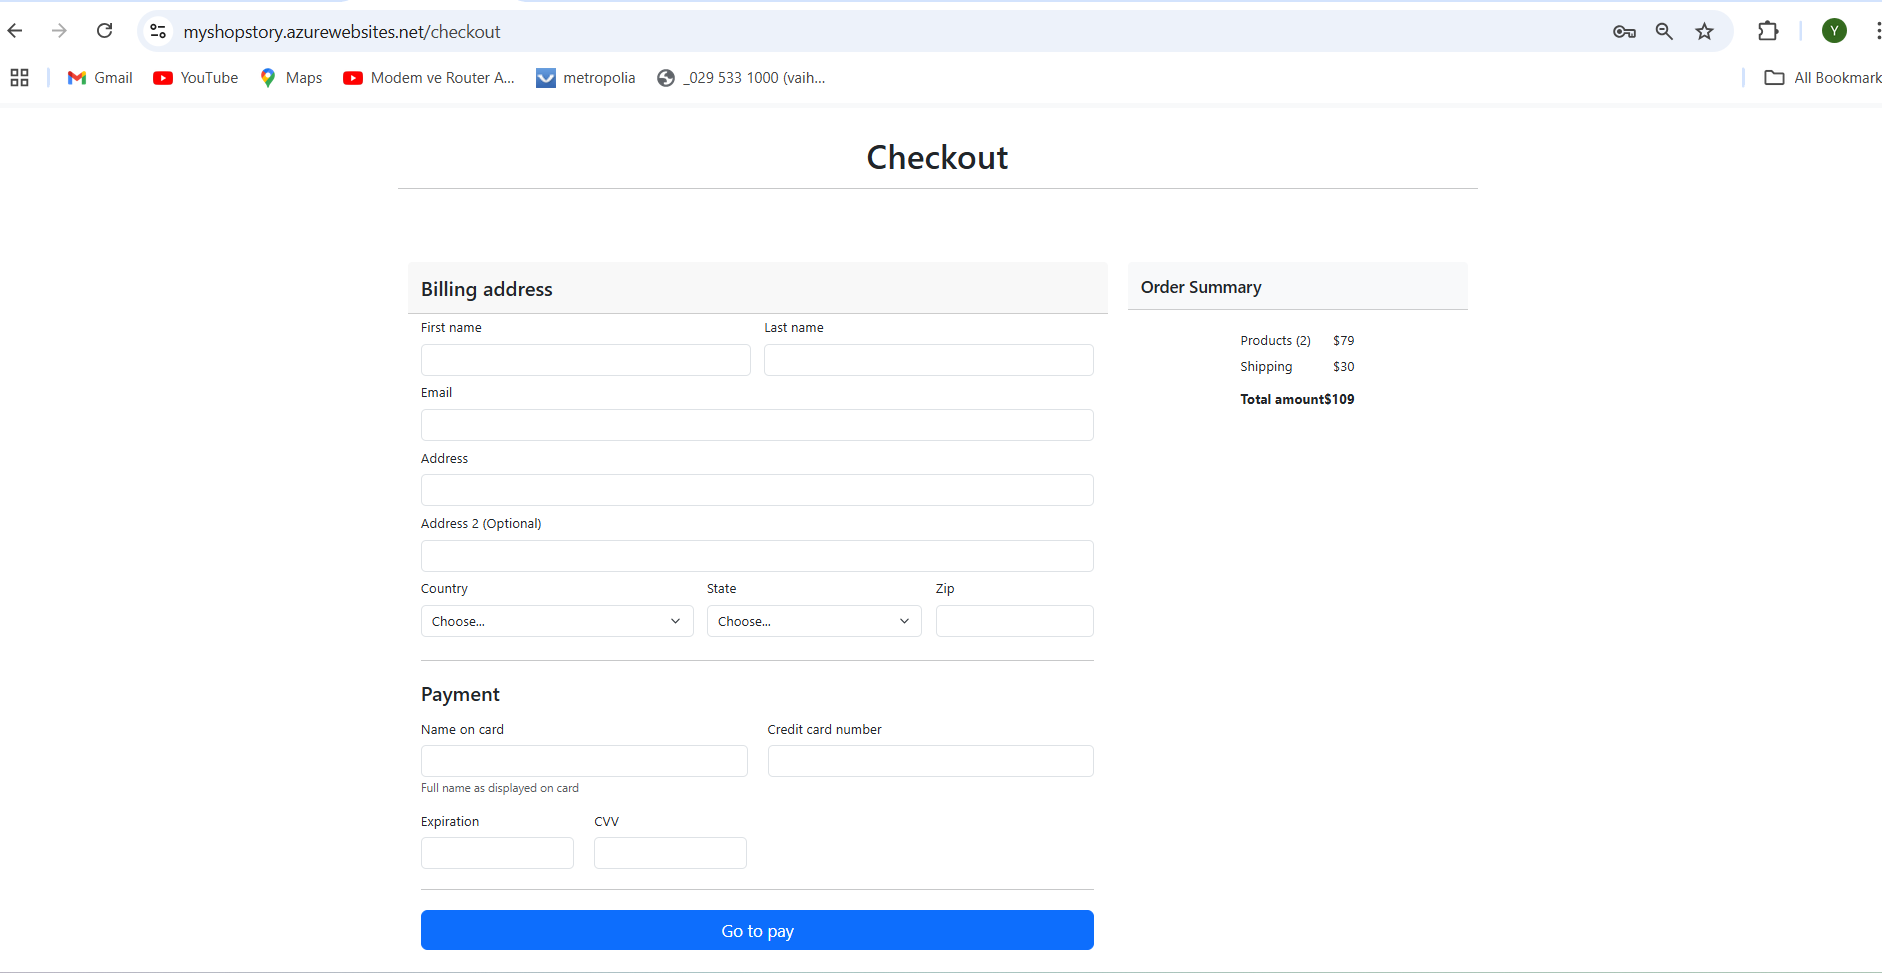 myshopstory.azurewebsites.net/checkout
Y
Gmail YouTube Maps Modem ve Router A... metropolia _029 533 1000 (vaih... All Bookmark
Checkout
Billing address
First name Last name
Email
Address
Address 2 (Optional)
Country State Zip
Choose... Choose...
Payment
Name on card Credit card number
Full name as displayed on card
Expiration CVV
Go to pay
Order Summary
Products (2) $79
Shipping $30
Total amount$109